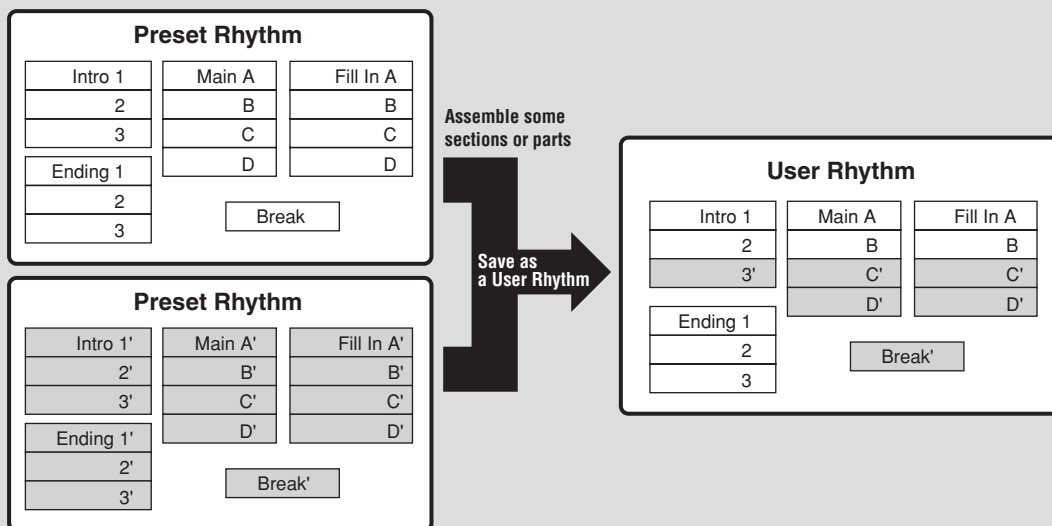 Preset Rhythm
Intro 1
2
3
Ending 1
2
3
Main A
B
C
D
Fill In A
B
C
D
Break
Preset Rhythm
Intro 1'
2'
3'
Ending 1'
2'
3'
Main A'
B'
C'
D'
Fill In A'
B'
C'
D'
Break'
Assemble some
sections or parts
Save as
a User Rhythm
User Rhythm
Intro 1
2
3'
Ending 1
2
3
Main A
B
C'
D'
Fill In A
B
C'
D'
Break'